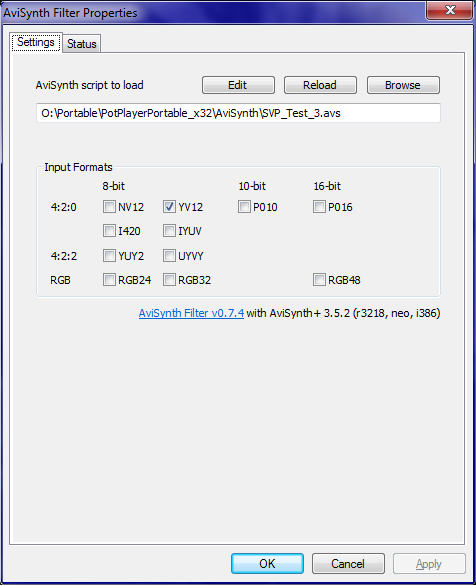 AviSynth Filter Properties
Settings Status
AviSynth script to load Edit Reload Browse
O:\Portable\PotPlayerPortable_x32\AviSynth\SVP_Test_3.avs
Input Formats
8-bit 10-bit 16-bit
4:2:0 NV12 YV12 P010 P016
I420 IYUV
4:2:2 YUY2 UYVY
RGB RGB24 RGB32 RGB48
AviSynth Filter v0.7.4 with AviSynth+ 3.5.2 (r3218, neo, i386)
OK Cancel Apply